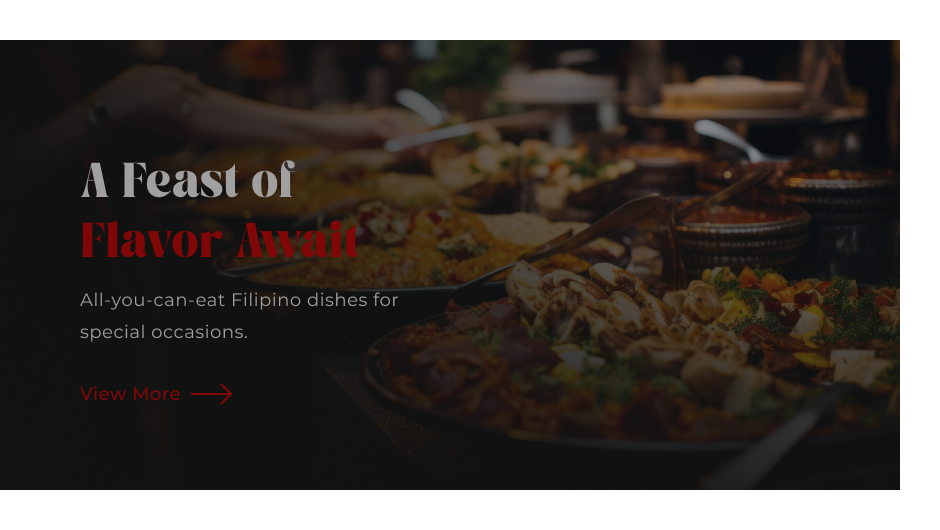 A Feast of
Flavor Await
All-you-can-eat Filipino dishes for
special occasions.
View More